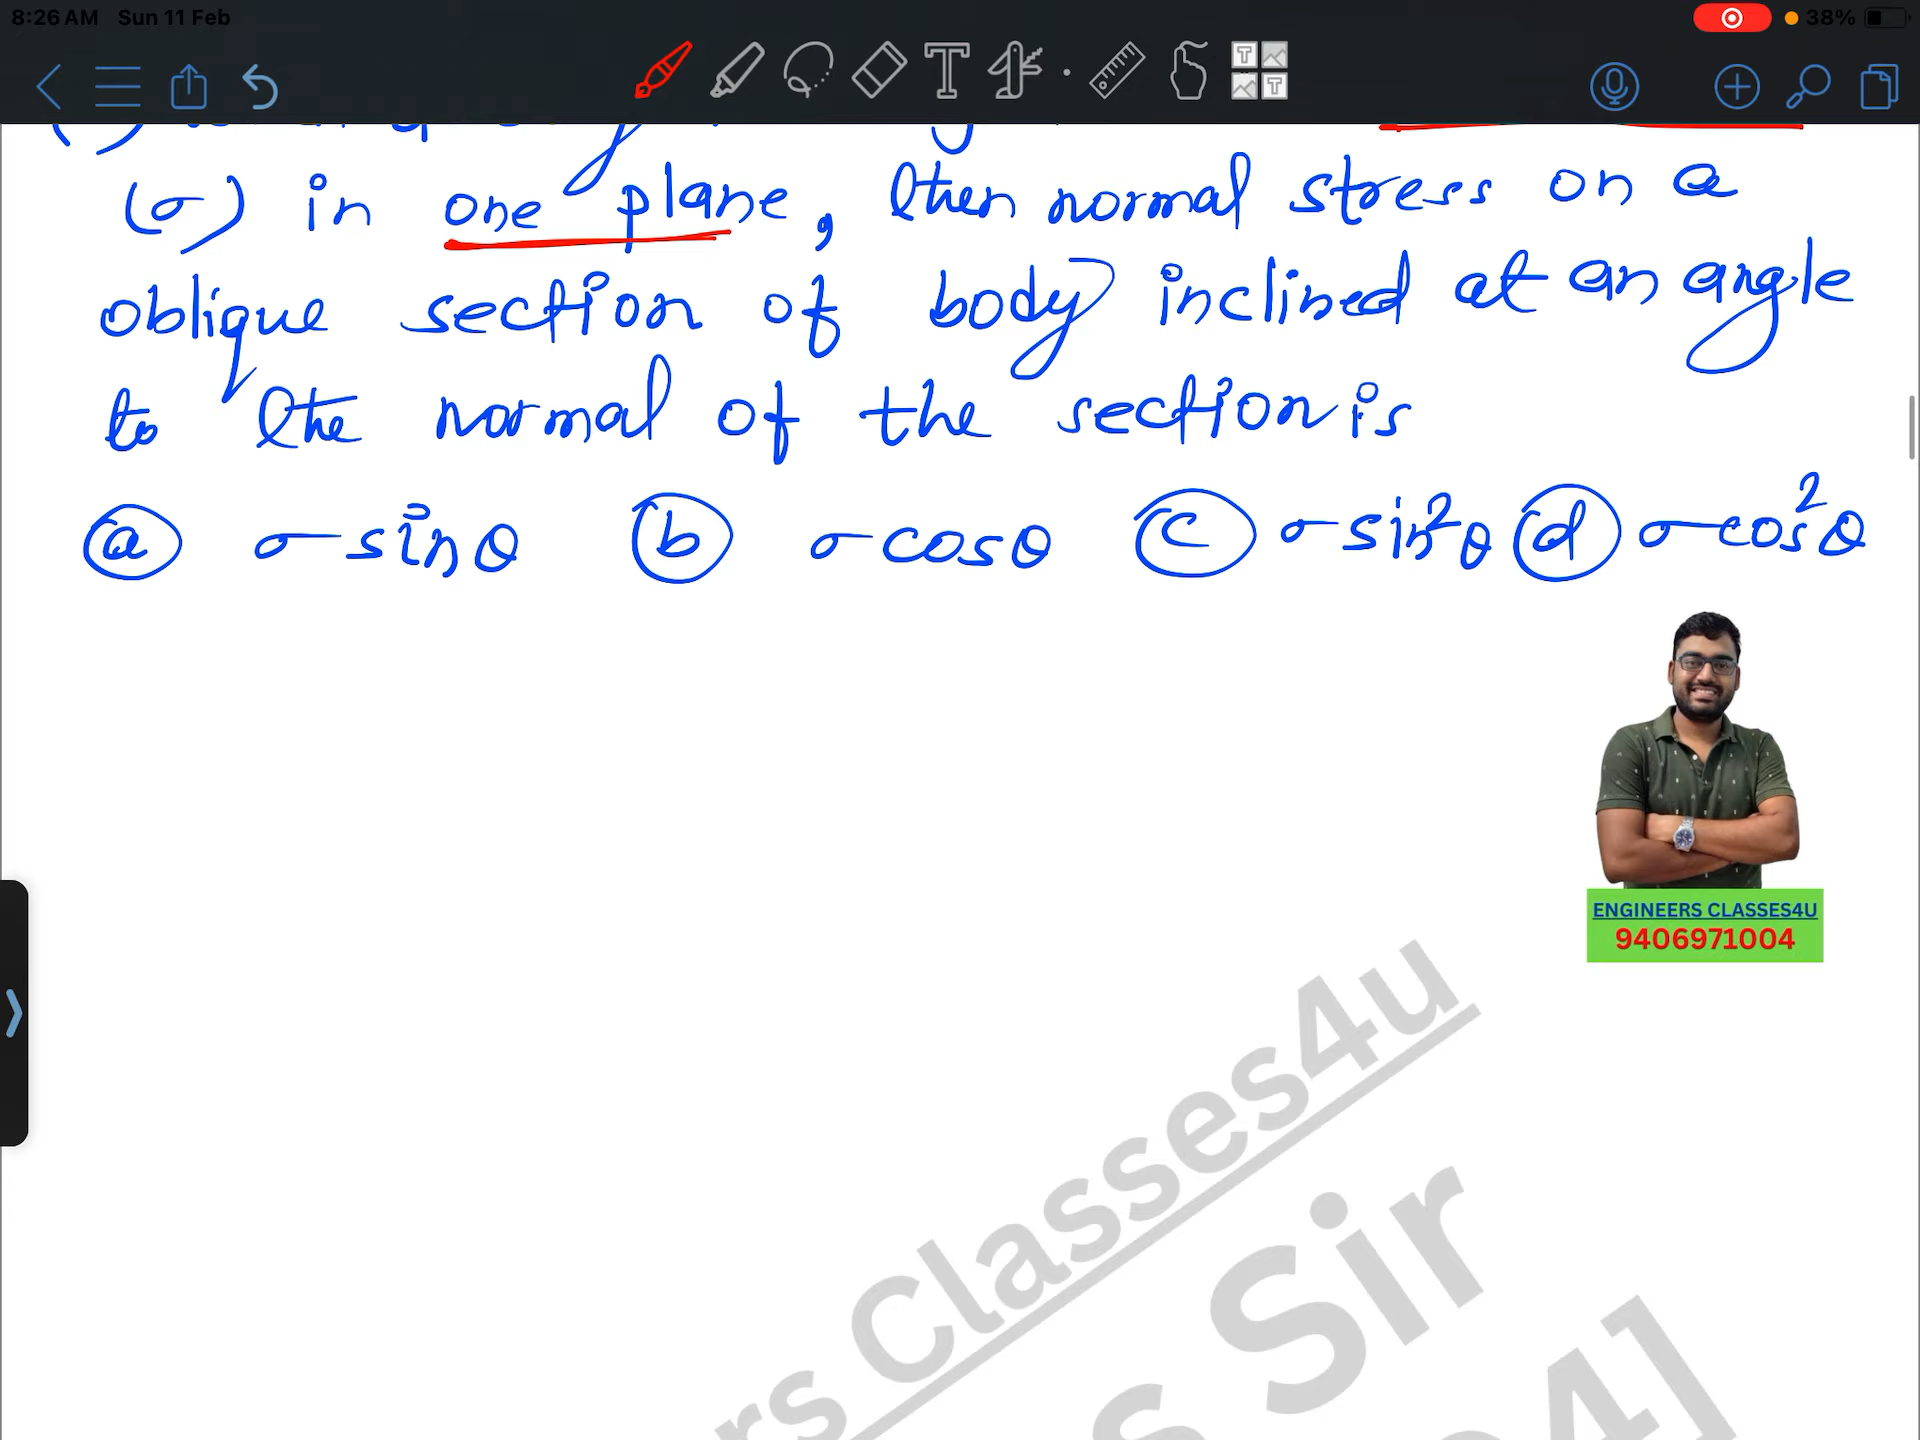 8:26 AM Sun 11 Feb
38%
(σ) in one plane, then normal stress on a
oblique section of body inclined at an angle
to the normal of the section is
(a) σ sinθ (b) σ cosθ (c) σ sin²θ (d) σ cos²θ
ENGINEERS CLASSES4U
9406971004
rs Classes4u
s Sir
04]